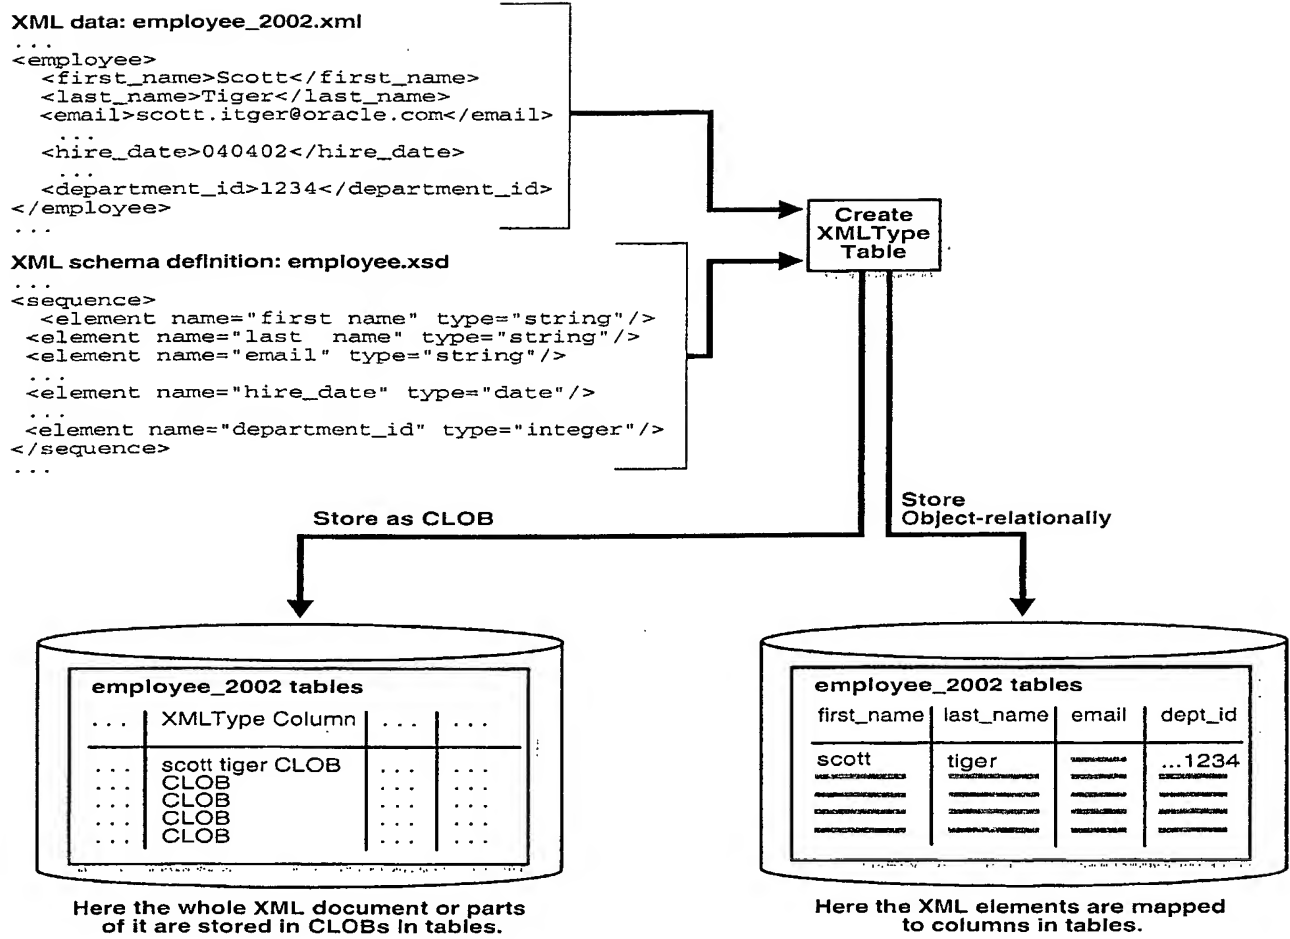 XML data: employee_2002.xml
...
<employee>
<first_name>Scott</first_name>
<last_name>Tiger</last_name>
<email>scott.itger@oracle.com</email>
...
<hire_date>040402</hire_date>
...
<department_id>1234</department_id>
</employee>
...
XML schema definition: employee.xsd
...
<sequence>
<element name="first name" type="string"/>
<element name="last name" type="string"/>
<element name="email" type="string"/>
...
<element name="hire_date" type="date"/>
...
<element name="department_id" type="integer"/>
</sequence>
...
Create
XMLType
Table
Store as CLOB
Store
Object-relationally
employee_2002 tables
... XMLType Column ... ...
... scott tiger CLOB ... ...
... CLOB ... ...
... CLOB ... ...
... CLOB ... ...
... CLOB ... ...
Here the whole XML document or parts
of it are stored in CLOBs in tables.
employee_2002 tables
first_name last_name email dept_id
scott tiger ...1234
Here the XML elements are mapped
to columns in tables.